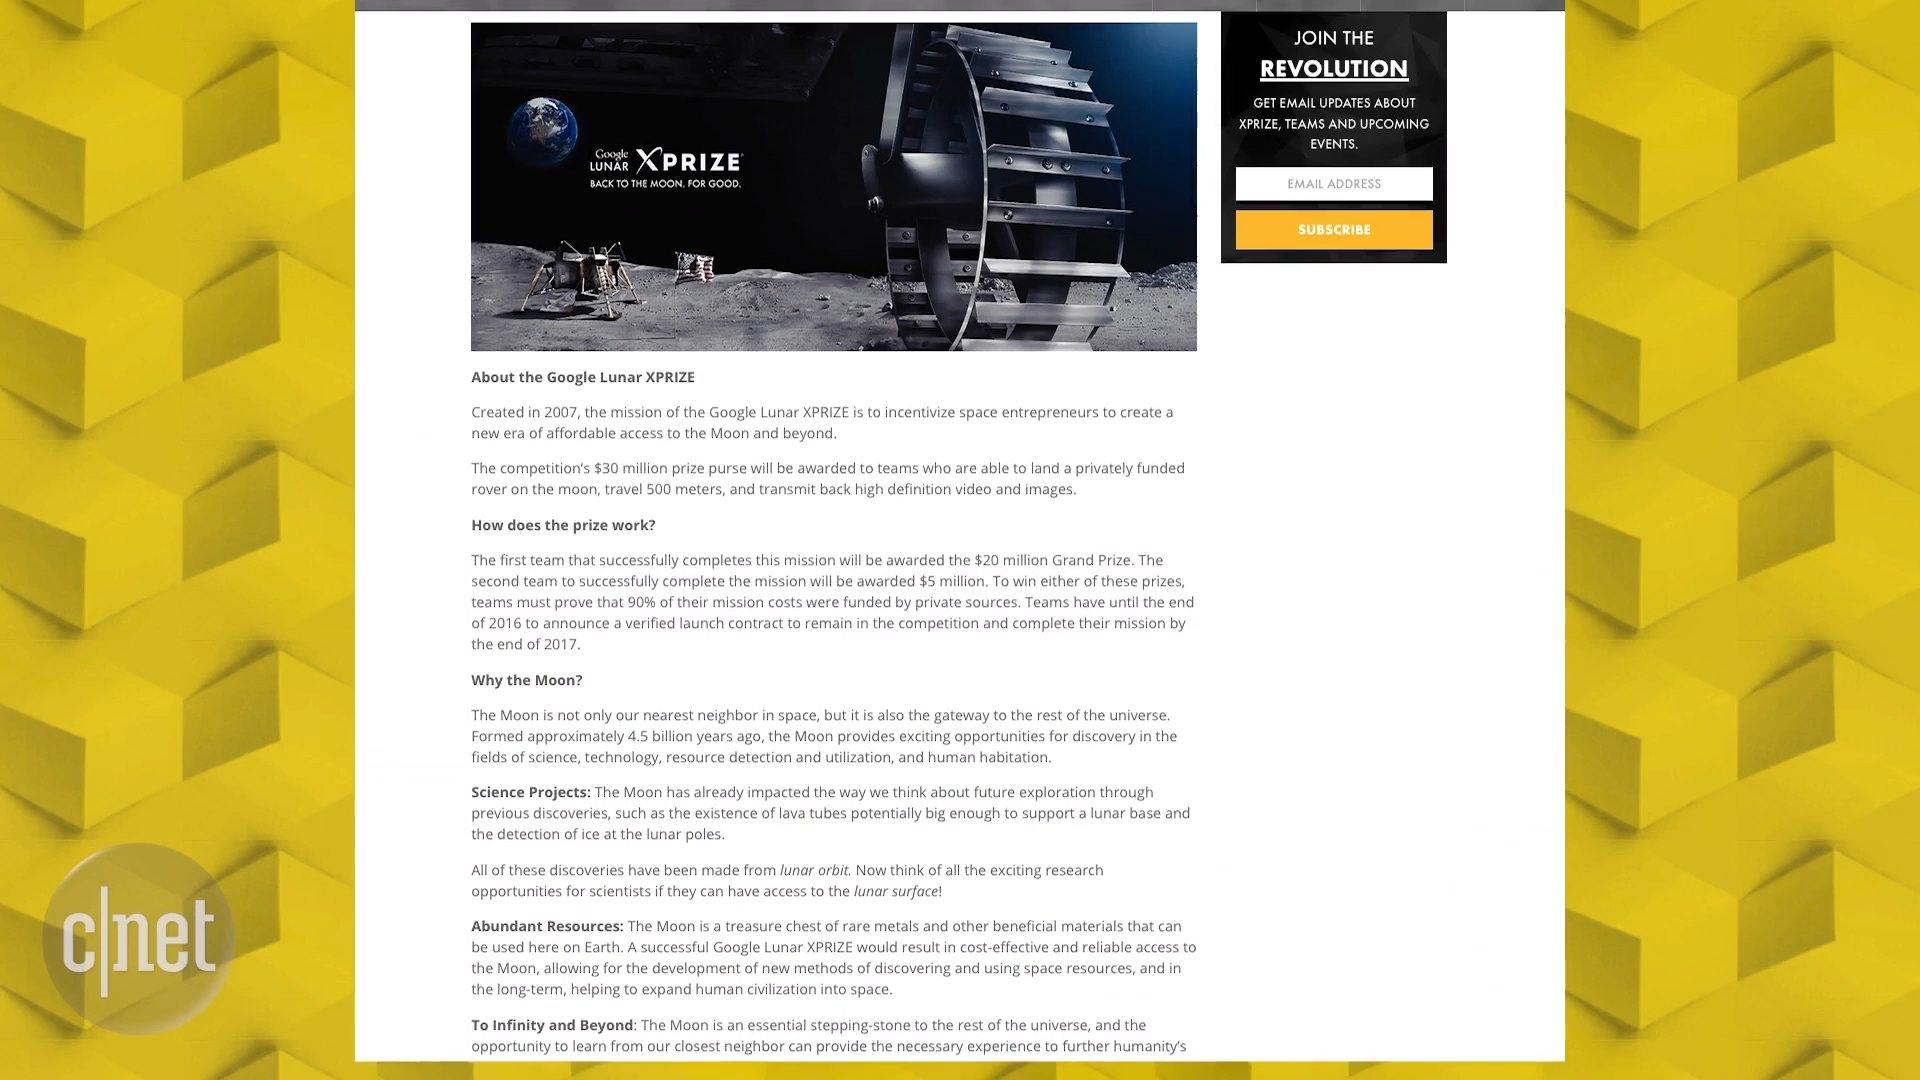 JOIN THE
REVOLUTION
GET EMAIL UPDATES ABOUT
XPRIZE, TEAMS AND UPCOMING
EVENTS.
EMAIL ADDRESS
SUBSCRIBE
Google
LUNAR XPRIZE
BACK TO THE MOON. FOR GOOD.
About the Google Lunar XPRIZE
Created in 2007, the mission of the Google Lunar XPRIZE is to incentivize space entrepreneurs to create a
new era of affordable access to the Moon and beyond.
The competition's $30 million prize purse will be awarded to teams who are able to land a privately funded
rover on the moon, travel 500 meters, and transmit back high definition video and images.
How does the prize work?
The first team that successfully completes this mission will be awarded the $20 million Grand Prize. The
second team to successfully complete the mission will be awarded $5 million. To win either of these prizes,
teams must prove that 90% of their mission costs were funded by private sources. Teams have until the end
of 2016 to announce a verified launch contract to remain in the competition and complete their mission by
the end of 2017.
Why the Moon?
The Moon is not only our nearest neighbor in space, but it is also the gateway to the rest of the universe.
Formed approximately 4.5 billion years ago, the Moon provides exciting opportunities for discovery in the
fields of science, technology, resource detection and utilization, and human habitation.
Science Projects: The Moon has already impacted the way we think about future exploration through
previous discoveries, such as the existence of lava tubes potentially big enough to support a lunar base and
the detection of ice at the lunar poles.
All of these discoveries have been made from lunar orbit. Now think of all the exciting research
opportunities for scientists if they can have access to the lunar surface!
Abundant Resources: The Moon is a treasure chest of rare metals and other beneficial materials that can
be used here on Earth. A successful Google Lunar XPRIZE would result in cost-effective and reliable access to
the Moon, allowing for the development of new methods of discovering and using space resources, and in
the long-term, helping to expand human civilization into space.
To Infinity and Beyond: The Moon is an essential stepping-stone to the rest of the universe, and the
opportunity to learn from our closest neighbor can provide the necessary experience to further humanity's
c|net